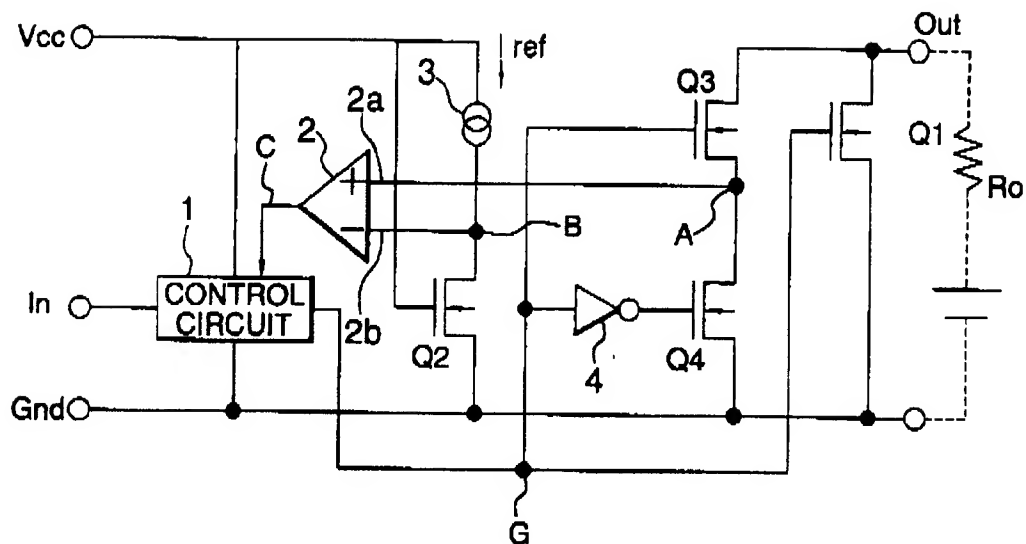 Vcc
ref
Out
3
Q3
2a
2
Q1
C
Ro
B
A
1
In
CONTROL
CIRCUIT
2b
Q2
4
Q4
Gnd
G